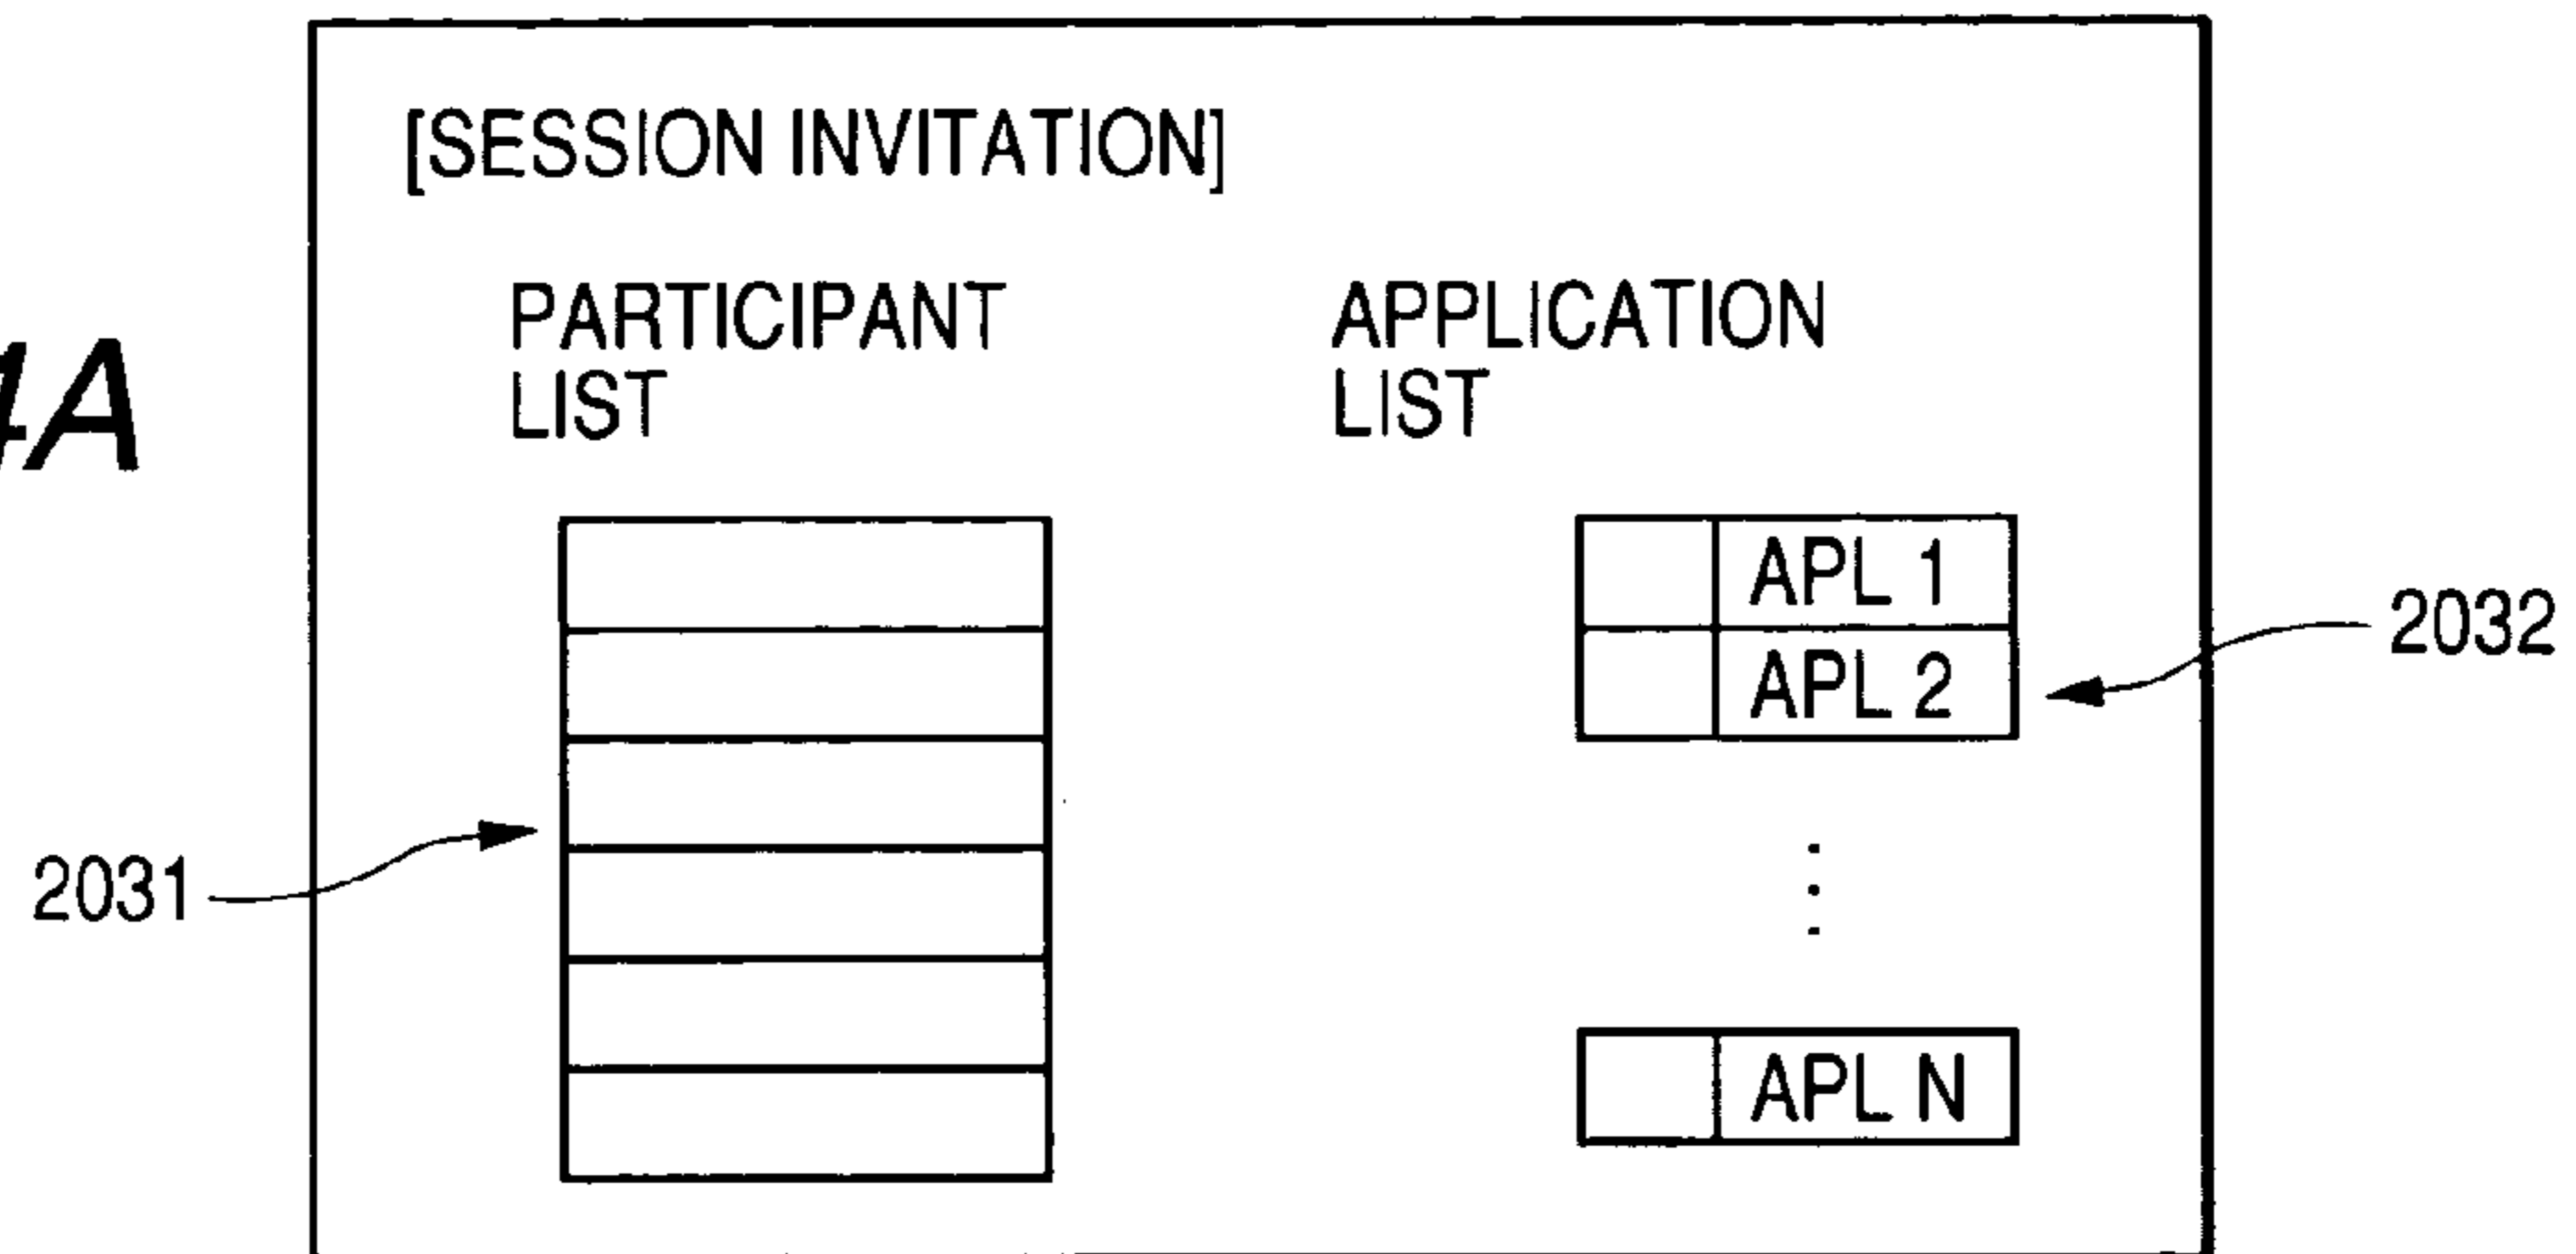 [SESSION INVITATION]
PARTICIPANT
LIST
APPLICATION
LIST
4A
APL 1
APL 2
2032
2031
APL N